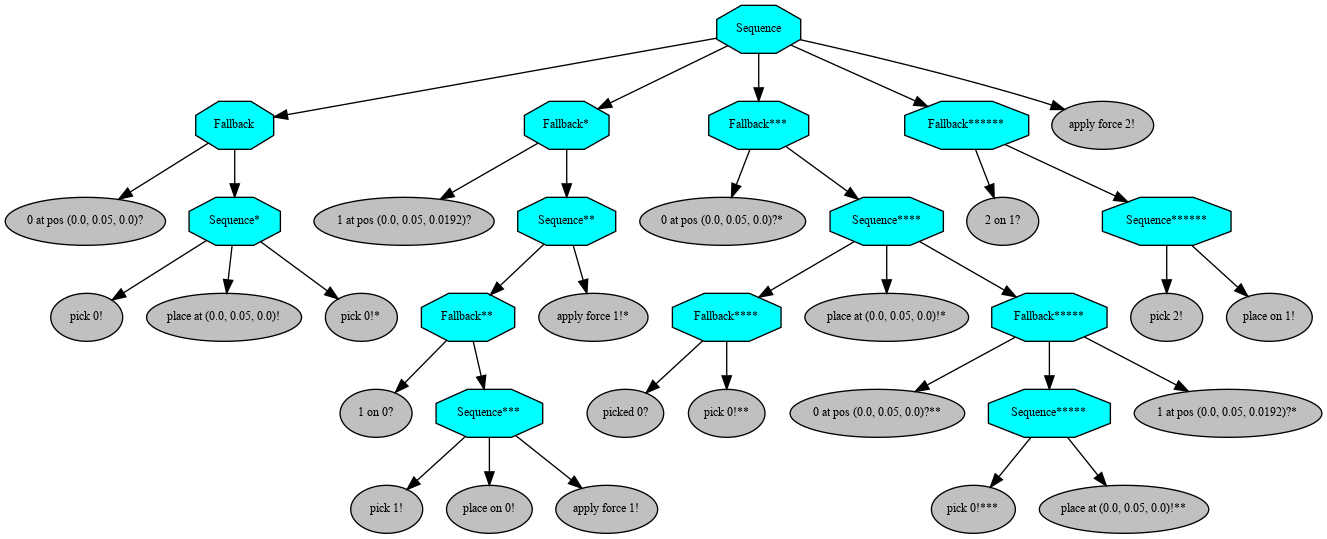 Sequence
Fallback
Fallback*
Fallback***
Fallback******
apply force 2!
0 at pos (0.0, 0.05, 0.0)?
Sequence*
1 at pos (0.0, 0.05, 0.0192)?
Sequence**
0 at pos (0.0, 0.05, 0.0)?*
Sequence****
2 on 1?
Sequence******
pick 0!
place at (0.0, 0.05, 0.0)!
pick 0!*
Fallback**
apply force 1!*
Fallback****
place at (0.0, 0.05, 0.0)!*
Fallback*****
pick 2!
place on 1!
1 on 0?
Sequence***
picked 0?
pick 0!**
0 at pos (0.0, 0.05, 0.0)?**
Sequence*****
1 at pos (0.0, 0.05, 0.0192)?*
pick 1!
place on 0!
apply force 1!
pick 0!***
place at (0.0, 0.05, 0.0)!**